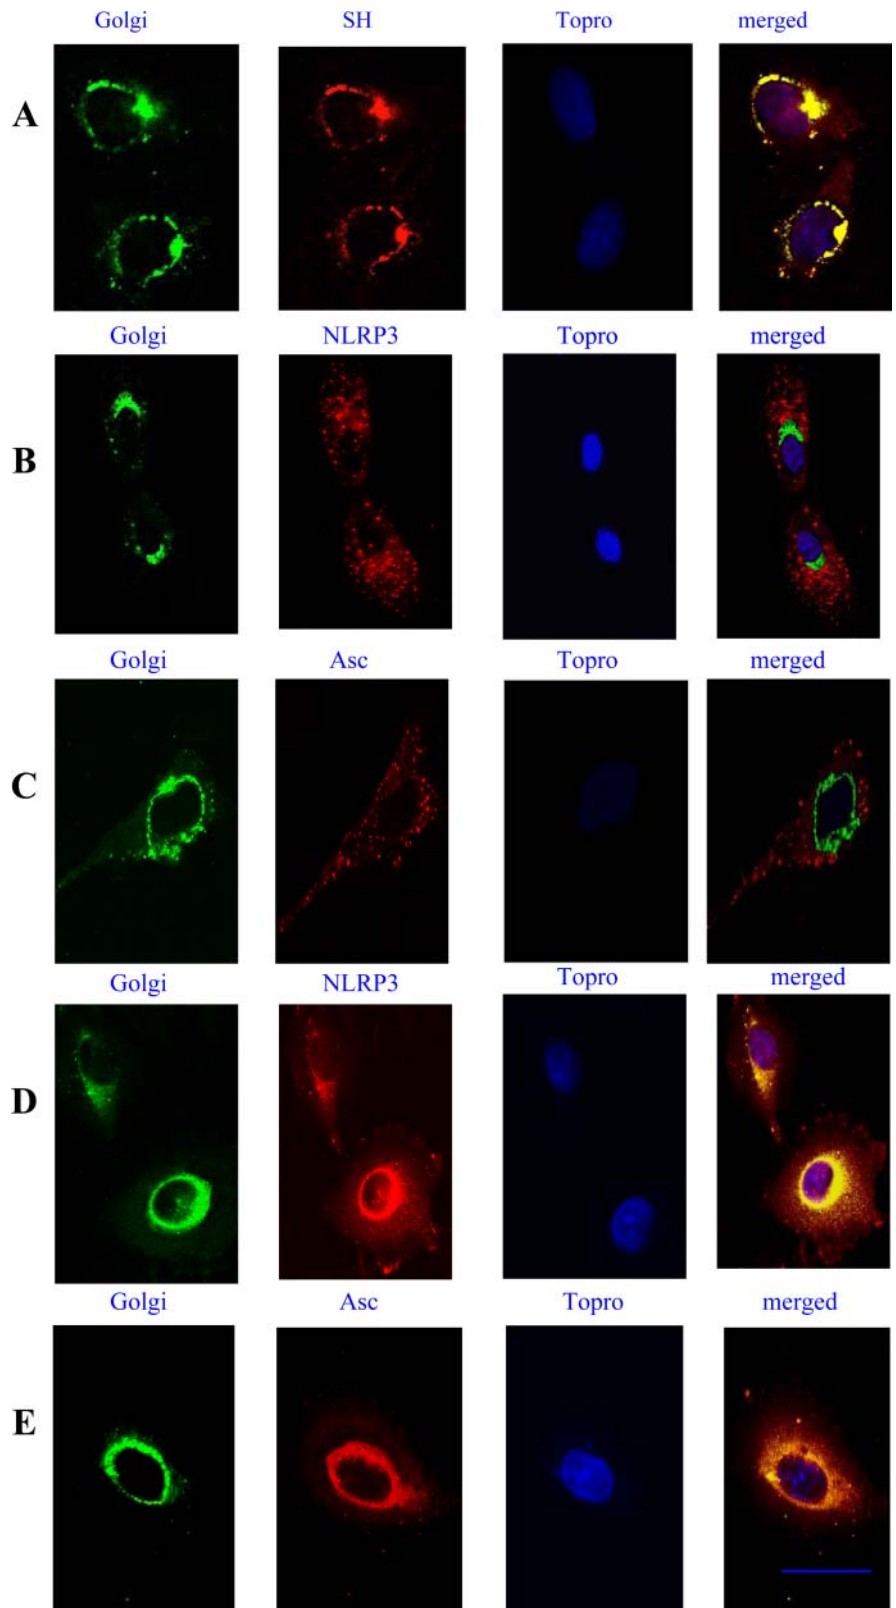 Golgi SH Topro merged
A
Golgi NLRP3 Topro merged
B
Golgi Asc Topro merged
C
Golgi NLRP3 Topro merged
D
Golgi Asc Topro merged
E